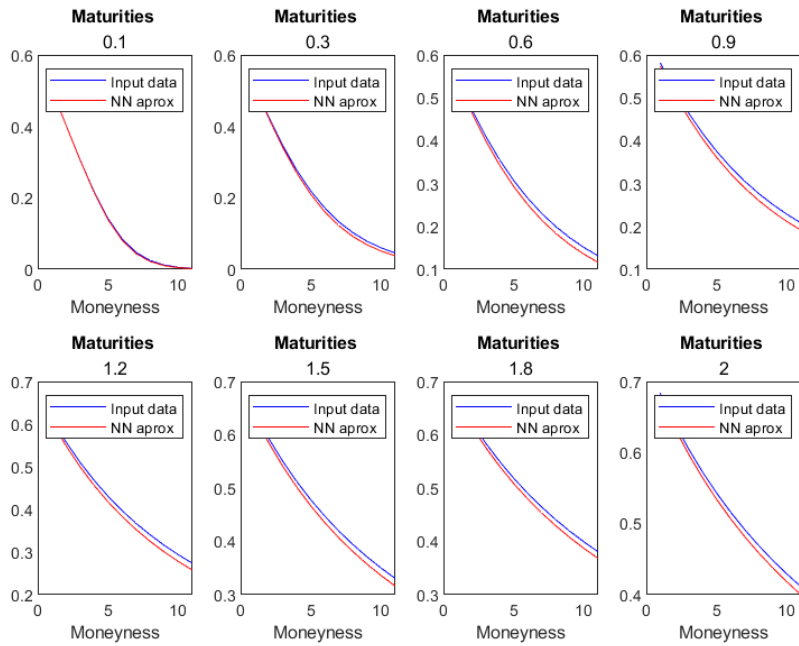 Maturities
0.1
0.6
0.4
0.2
0
Input data
NN aprox
0 5 10
Moneyness
Maturities
0.3
0.6
0.4
0.2
0
Input data
NN aprox
0 5 10
Moneyness
Maturities
0.6
0.6
0.5
0.4
0.3
0.2
0.1
Input data
NN aprox
0 5 10
Moneyness
Maturities
0.9
0.6
0.5
0.4
0.3
0.2
0.1
Input data
NN aprox
0 5 10
Moneyness
Maturities
1.2
0.7
0.6
0.5
0.4
0.3
0.2
Input data
NN aprox
0 5 10
Moneyness
Maturities
1.5
0.7
0.6
0.5
0.4
0.3
Input data
NN aprox
0 5 10
Moneyness
Maturities
1.8
0.7
0.6
0.5
0.4
0.3
Input data
NN aprox
0 5 10
Moneyness
Maturities
2
0.7
0.6
0.5
0.4
Input data
NN aprox
0 5 10
Moneyness